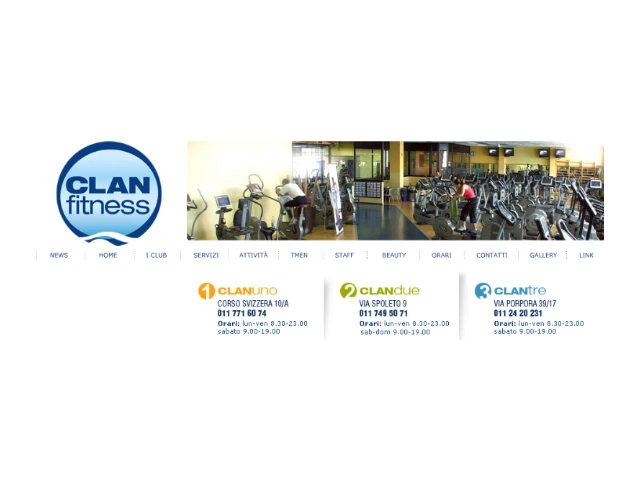 CLAN
fitness
NEWS HOME I CLUB SERVIZI ATTIVITÀ TMEN STAFF BEAUTY ORARI CONTATTI GALLERY LINK
1 CLANuno
CORSO SVIZZERA 10/A
011 771 60 74
Orari: lun-ven 8.30-23.00
sabato 9.00-19.00
2 CLANdue
VIA SPOLETO 9
011 749 50 71
Orari: lun-ven 8.30-23.00
sab-dom 9.00-19.00
3 CLANtre
VIA PORPORA 39/17
011 24 20 231
Orari: lun-ven 8.30-23.00
sabato 9.00-19.00